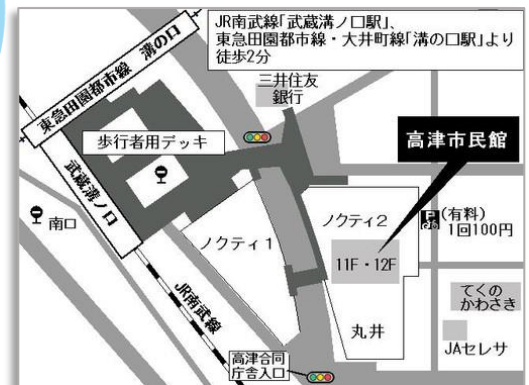 JR南武線「武蔵溝ノ口駅」、
東急田園都市線・大井町線「溝の口駅」より
徒歩2分
東急田園都市線 溝の口
三井住友
銀行
歩行者用デッキ
高津市民館
武蔵溝ノ口
南口
ノクティ1
ノクティ2
P
(有料)
1回100円
11F・12F
JR南武線
てくの
かわさき
丸井
JAセレサ
高津合同
庁舎入口